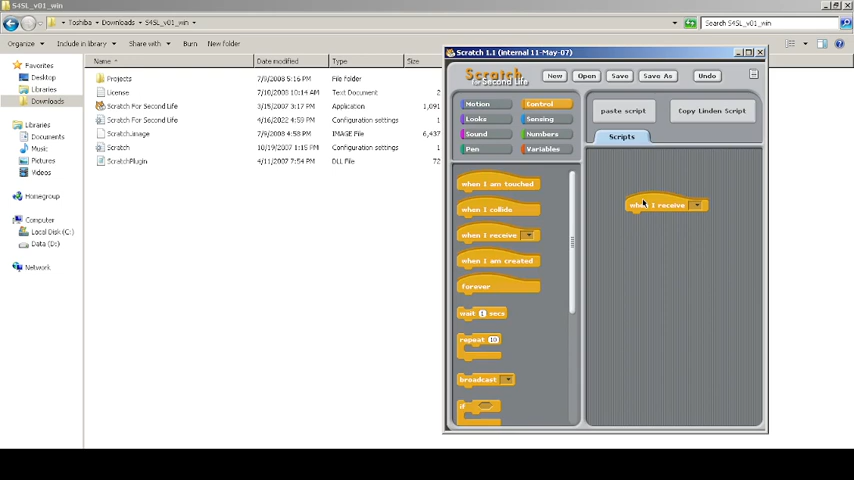 S4SL_v01_win
Toshiba ▸ Downloads ▸ S4SL_v01_win
Search S4SL_v01_win
Organize Include in library Share with Burn New folder
Name Date modified Type Size
Favorites
Desktop
Libraries
Downloads
Libraries
Documents
Music
Pictures
Videos
Homegroup
Computer
Local Disk (C:)
Data (D:)
Network
Projects 7/9/2008 5:16 PM File folder
License 7/10/2008 10:14 AM Text Document 2
Scratch For Second Life 3/15/2007 3:17 PM Application 1,091
Scratch For Second Life 4/16/2022 4:59 PM Configuration settings
Scratch.image 7/9/2008 4:58 PM IMAGE File 6,437
Scratch 10/19/2007 1:15 PM Configuration settings
ScratchPlugin 4/11/2007 7:54 PM DLL File 72
Scratch 1.1 (internal 11-May-07)
Scratch
for Second Life
New Open Save Save As Undo
Motion Control
Looks Sensing
Sound Numbers
Pen Variables
paste script Copy Linden Script
Scripts
when I am touched
when I collide
when I receive
when I am created
forever
wait 1 secs
repeat 10
broadcast
if
when I receive